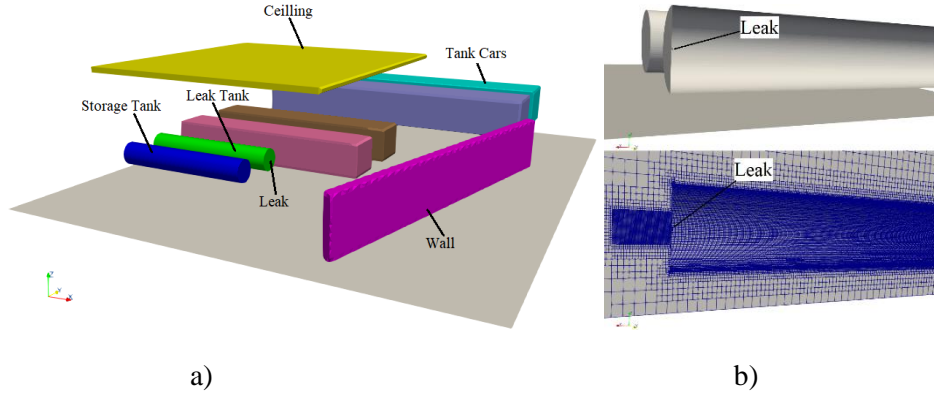 Ceilling
Tank Cars
Leak Tank
Storage Tank
Leak
Wall
Leak
Leak
a)
b)